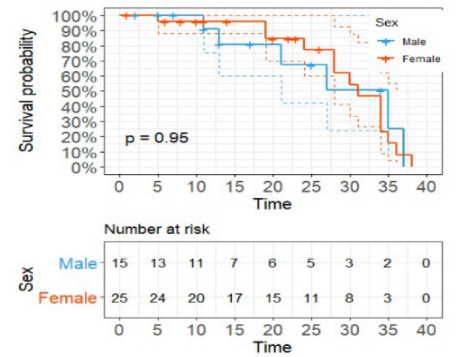 Survival probability
100%
90%
80%
70%
60%
50%
40%
30%
20%
10%
0%
Sex
Male
Female
p = 0.95
0 5 10 15 20 25 30 35 40
Time
Number at risk
Sex
Male 15 13 11 7 6 5 3 2 0
Female 25 24 20 17 15 11 8 3 0
0 5 10 15 20 25 30 35 40
Time